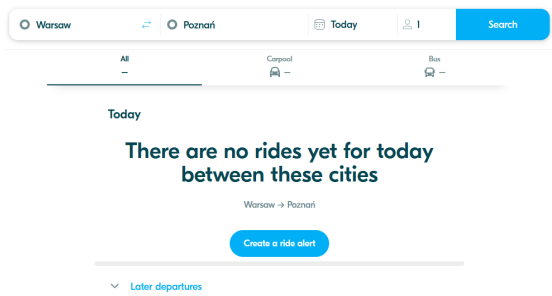 Warsaw Poznań Today 1 Search
All Carpool Bus
– – –
Today
There are no rides yet for today
between these cities
Warsaw → Poznań
Create a ride alert
Later departures